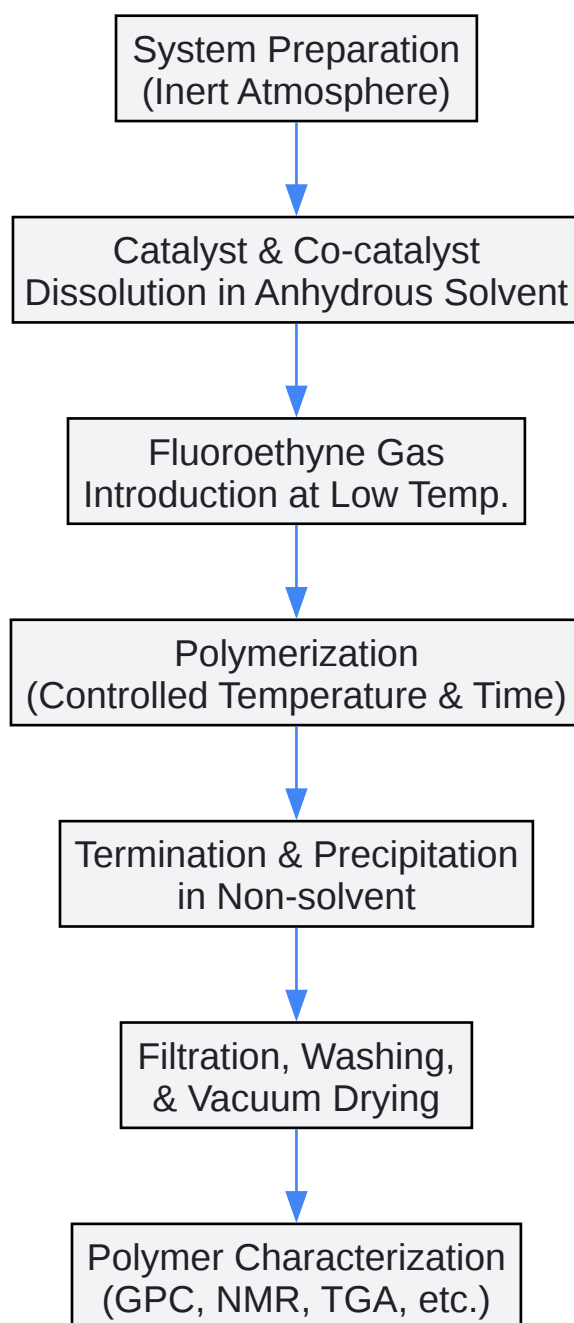 System Preparation
(Inert Atmosphere)
Catalyst & Co-catalyst
Dissolution in Anhydrous Solvent
Fluoroethyne Gas
Introduction at Low Temp.
Polymerization
(Controlled Temperature & Time)
Termination & Precipitation
in Non-solvent
Filtration, Washing,
& Vacuum Drying
Polymer Characterization
(GPC, NMR, TGA, etc.)